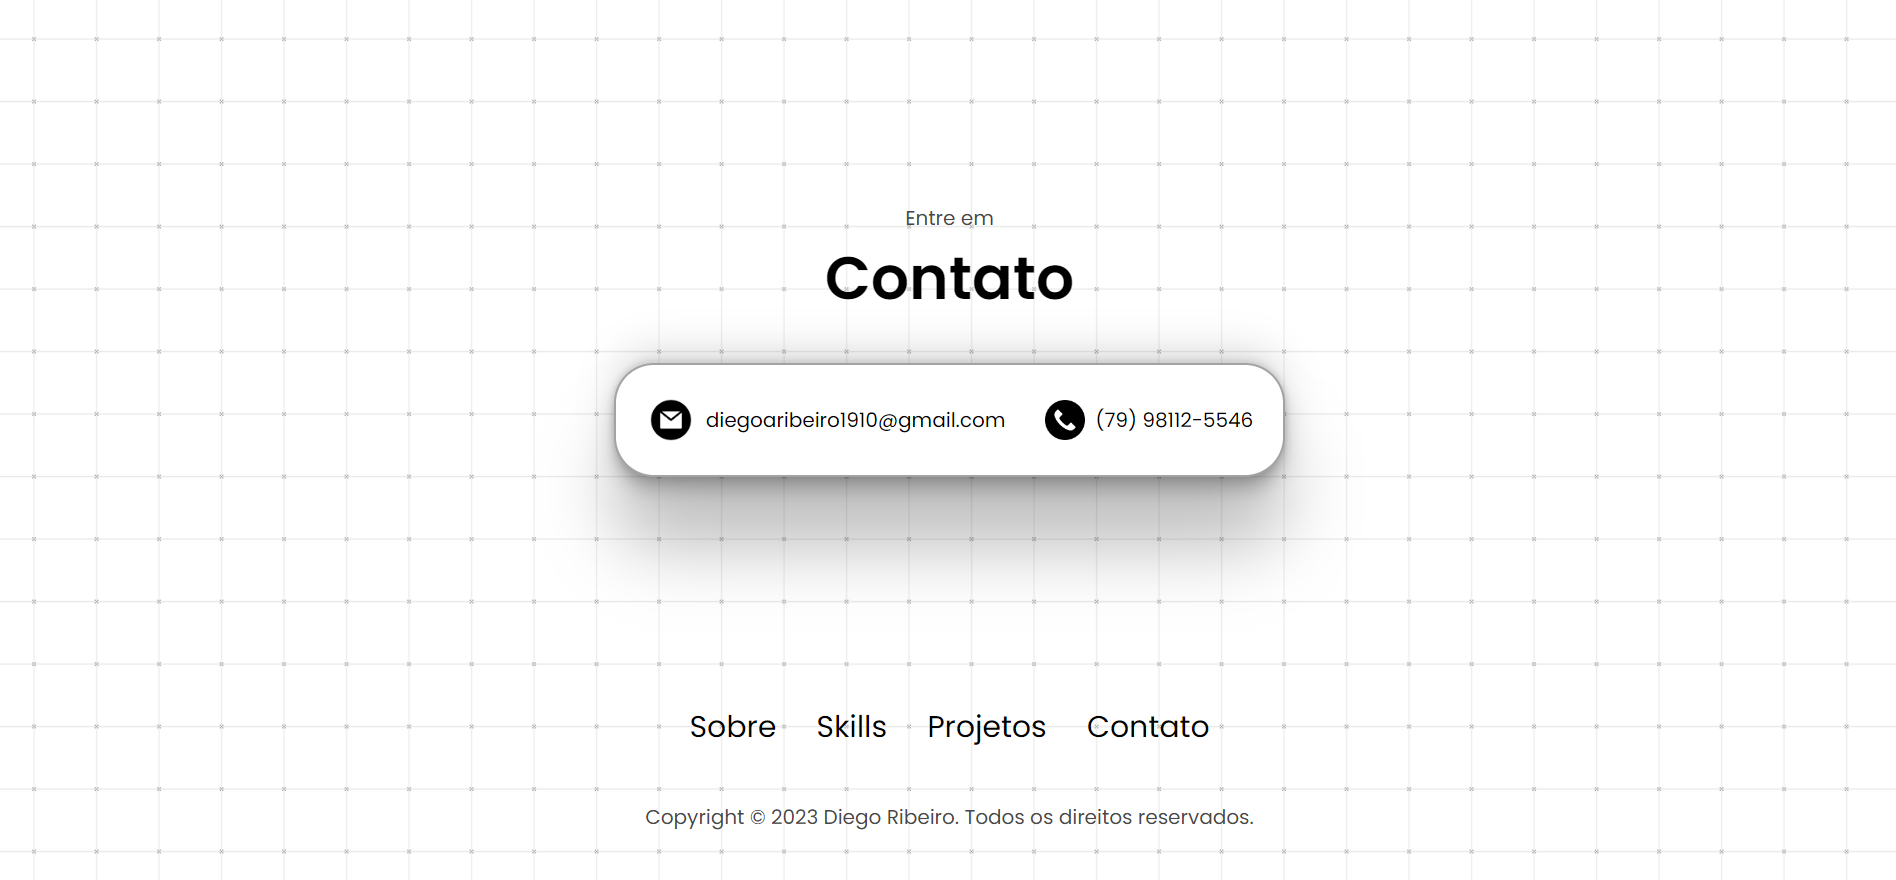 Entre em
Contato
diegoaribeiro1910@gmail.com (79) 98112-5546
Sobre Skills Projetos Contato
Copyright © 2023 Diego Ribeiro. Todos os direitos reservados.